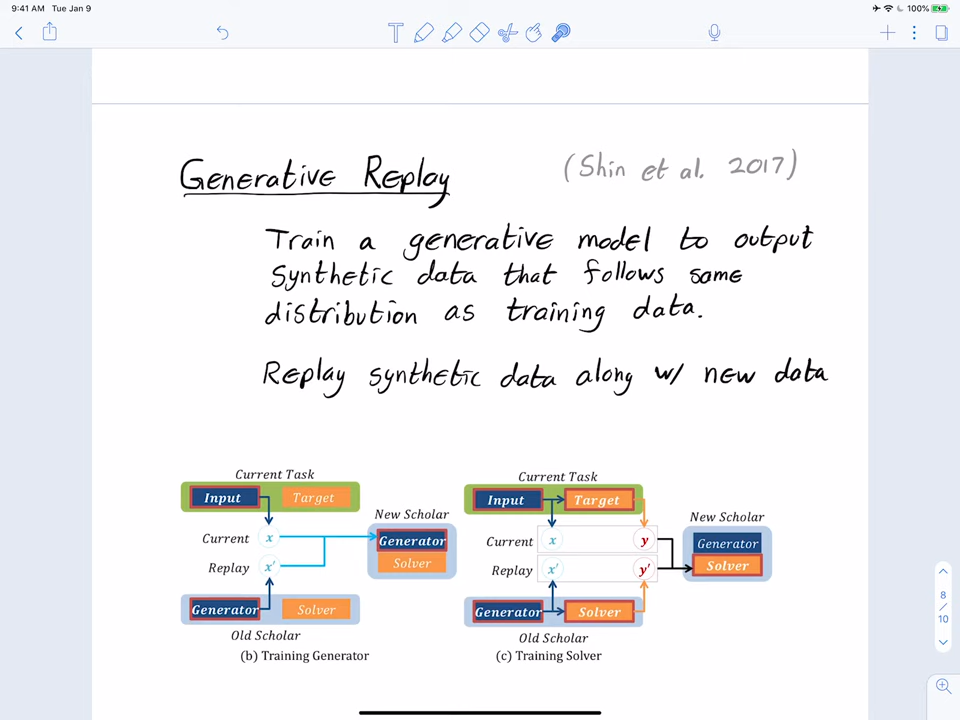 9:41 AM Tue Jan 9
100%
Generative Replay (Shin et al. 2017)
Train a generative model to output
synthetic data that follows same
distribution as training data.
Replay synthetic data along w/ new data
Current Task
Input Target
New Scholar
Current x
Generator
Replay x'
Solver
Generator Solver
Old Scholar
(b) Training Generator
Current Task
Input Target
New Scholar
Current x y
Generator
Replay x' y'
Solver
Generator Solver
Old Scholar
(c) Training Solver
8
/
10